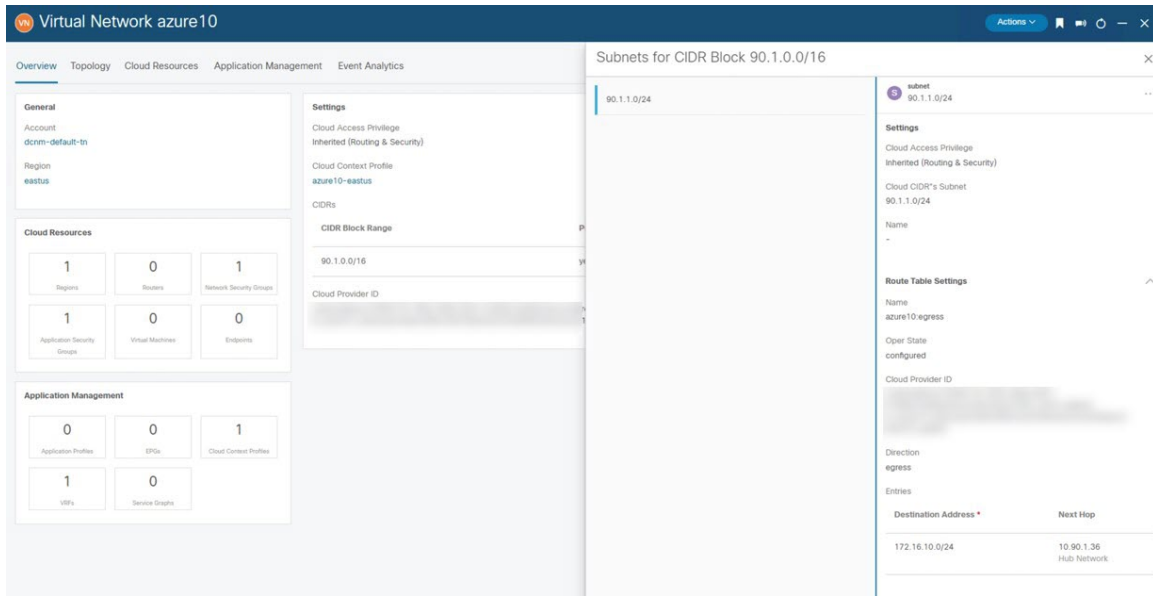 VN Virtual Network azure10
Actions
Overview Topology Cloud Resources Application Management Event Analytics
General
Account
dcnm-default-tn
Region
eastus
Cloud Resources
1
Regions
0
Routers
1
Network Security Groups
1
Application Security
Groups
0
Virtual Machines
0
Endpoints
Application Management
0
Application Profiles
0
EPGs
1
Cloud Context Profiles
1
VRFs
0
Service Graphs
Settings
Cloud Access Privilege
Inherited (Routing & Security)
Cloud Context Profile
azure10-eastus
CIDRs
CIDR Block Range P
90.1.0.0/16
Cloud Provider ID
Subnets for CIDR Block 90.1.0.0/16
90.1.1.0/24
S subnet
90.1.1.0/24
Settings
Cloud Access Privilege
Inherited (Routing & Security)
Cloud CIDR"s Subnet
90.1.1.0/24
Name
-
Route Table Settings
Name
azure10:egress
Oper State
configured
Cloud Provider ID
Direction
egress
Entries
Destination Address * Next Hop
172.16.10.0/24 10.90.1.36
Hub Network